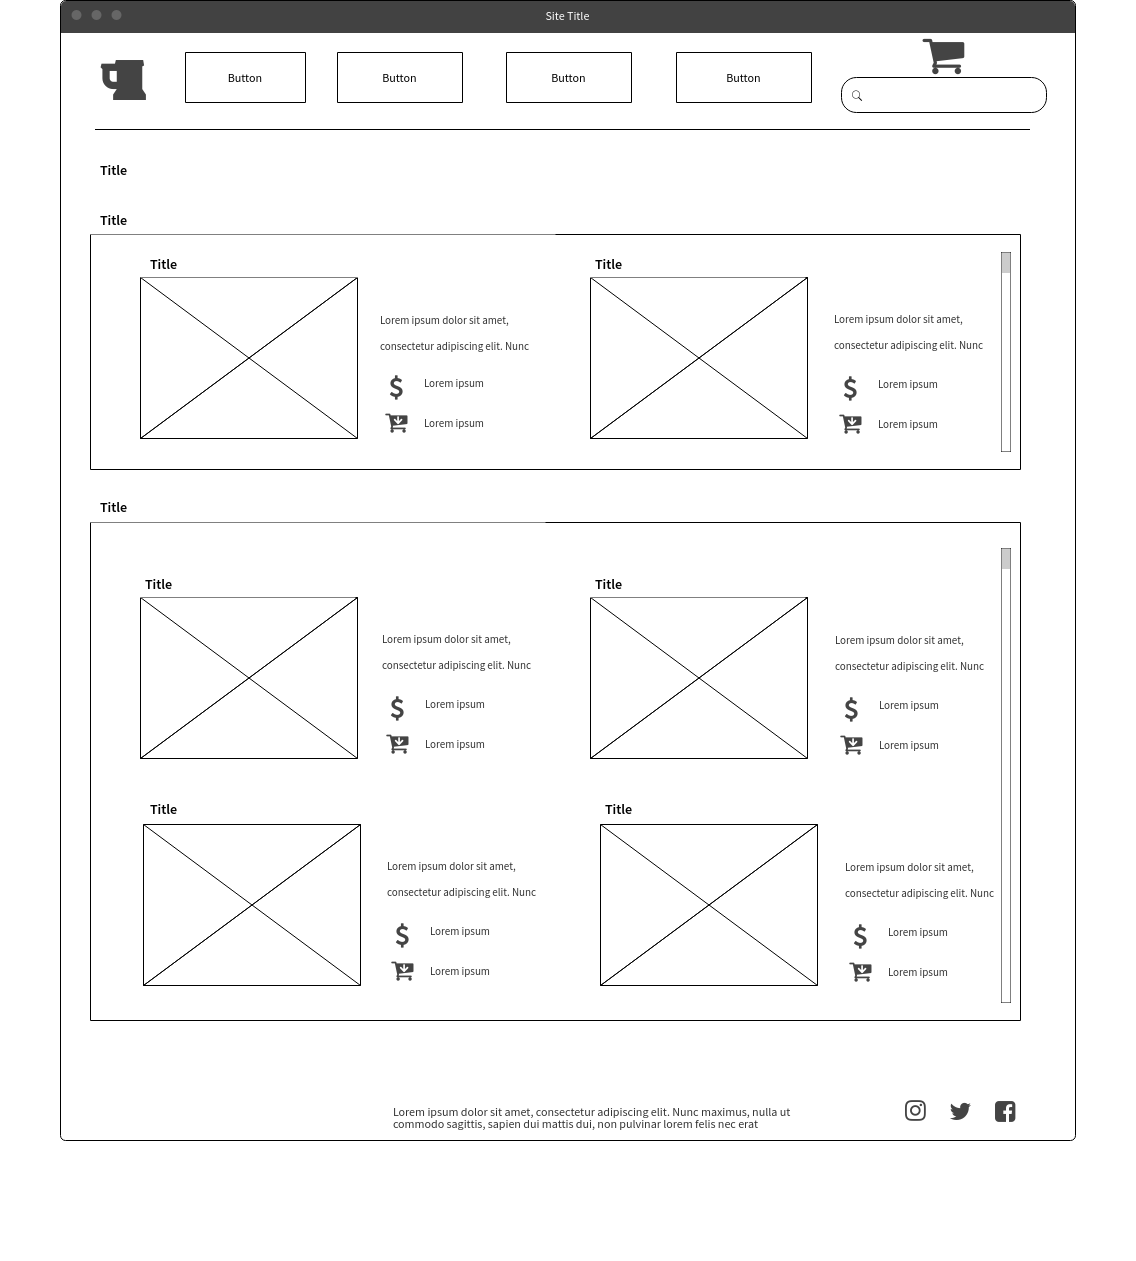 Site Title
Button
Button
Button
Button
Title
Title
Title
Lorem ipsum dolor sit amet,
consectetur adipiscing elit. Nunc
$ Lorem ipsum
Lorem ipsum
Title
Lorem ipsum dolor sit amet,
consectetur adipiscing elit. Nunc
$ Lorem ipsum
Lorem ipsum
Title
Title
Lorem ipsum dolor sit amet,
consectetur adipiscing elit. Nunc
$ Lorem ipsum
Lorem ipsum
Title
Lorem ipsum dolor sit amet,
consectetur adipiscing elit. Nunc
$ Lorem ipsum
Lorem ipsum
Title
Lorem ipsum dolor sit amet,
consectetur adipiscing elit. Nunc
$ Lorem ipsum
Lorem ipsum
Title
Lorem ipsum dolor sit amet,
consectetur adipiscing elit. Nunc
$ Lorem ipsum
Lorem ipsum
Lorem ipsum dolor sit amet, consectetur adipiscing elit. Nunc maximus, nulla ut
commodo sagittis, sapien dui mattis dui, non pulvinar lorem felis nec erat